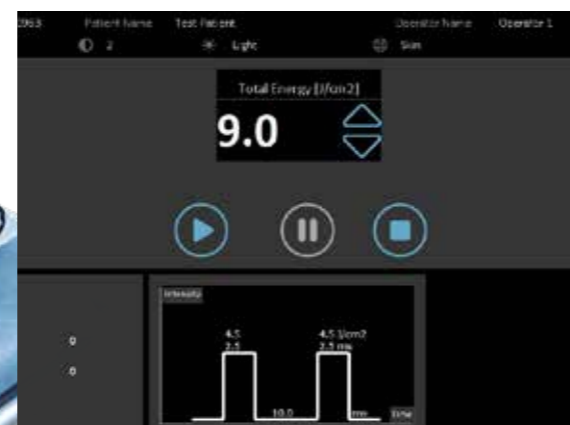 Patient Name Test Patient Operator Name Operator 1
2 Light Skin
Total Energy [J/cm2]
9.0
Intensity
4.5 4.5 J/cm2
2.5 2.5 ms
0
0
10.0 ms Time